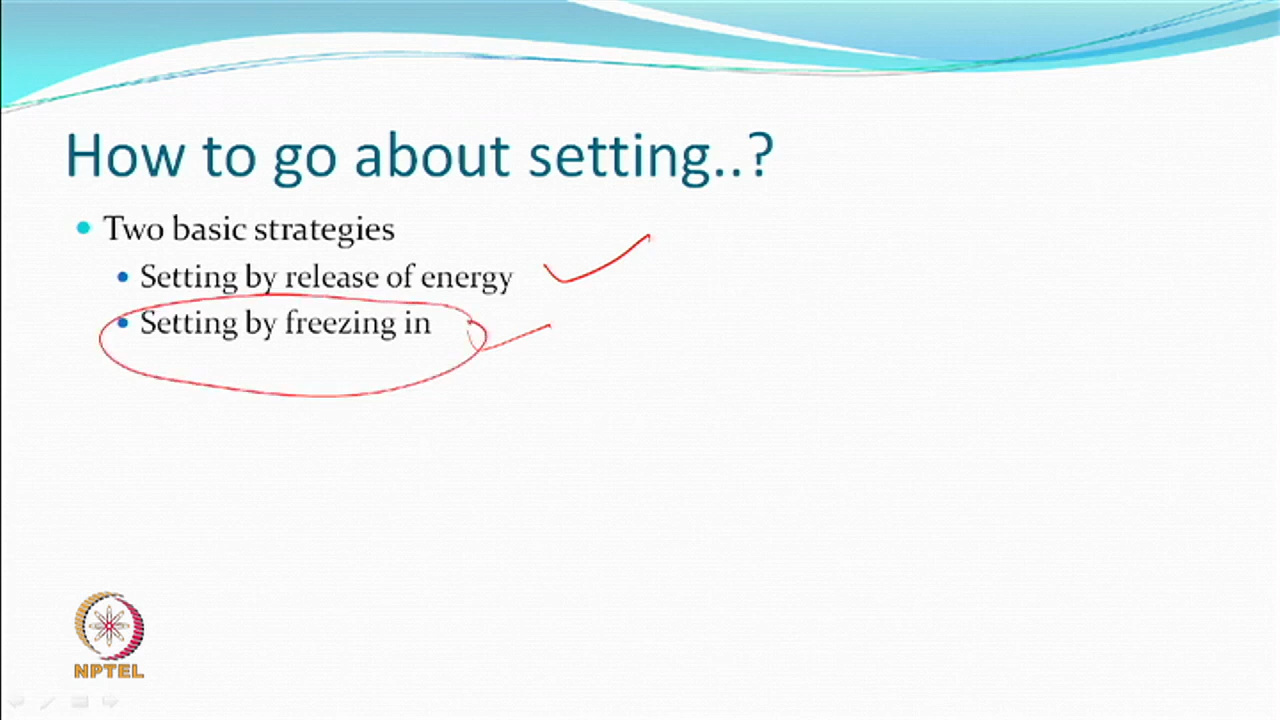 How to go about setting..?
Two basic strategies
Setting by release of energy
Setting by freezing in
NPTEL